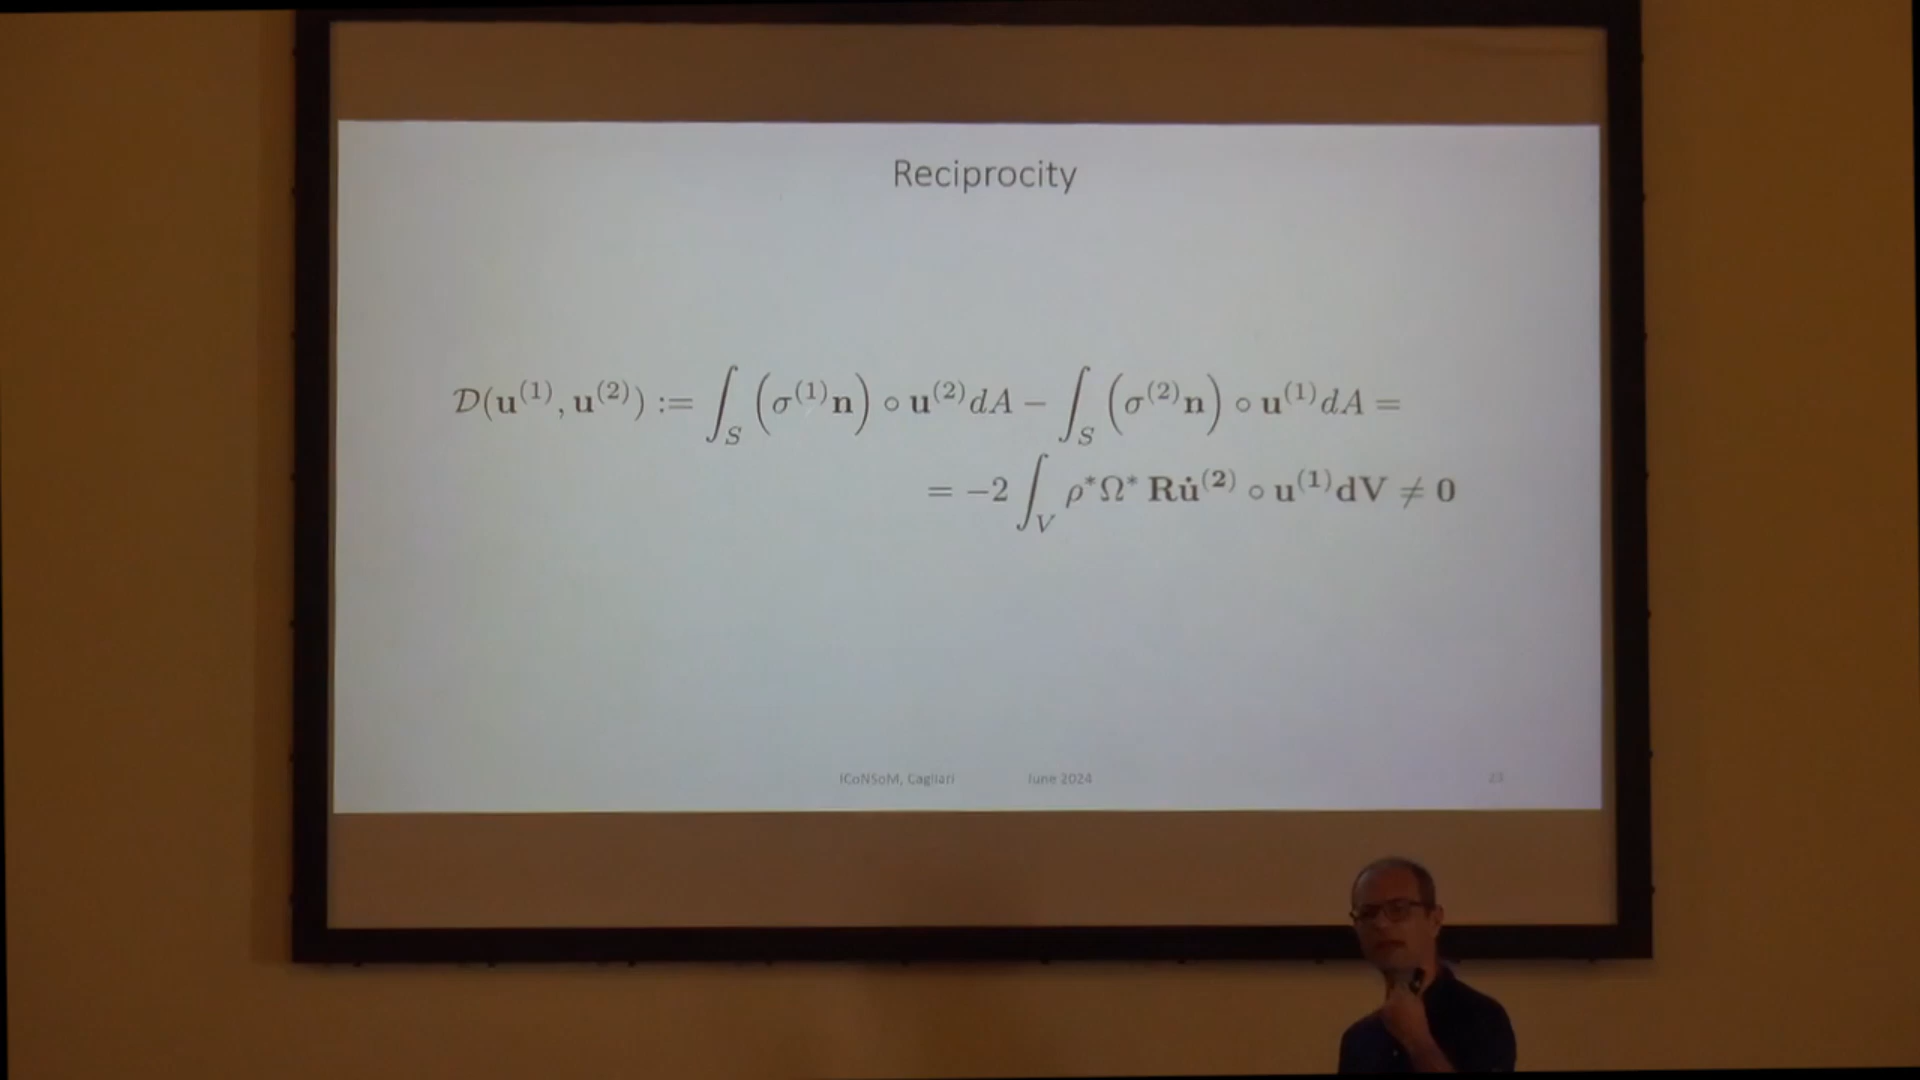 Reciprocity
𝒟(𝐮⁽¹⁾, 𝐮⁽²⁾) := ∫_S (σ⁽¹⁾𝐧) ∘ 𝐮⁽²⁾dA − ∫_S (σ⁽²⁾𝐧) ∘ 𝐮⁽¹⁾dA =
= −2 ∫_V ρ*Ω* 𝐑𝐮̇⁽²⁾ ∘ 𝐮⁽¹⁾𝐝𝐕 ≠ 𝟎
ICoNSoM, Cagliari June 2024 23